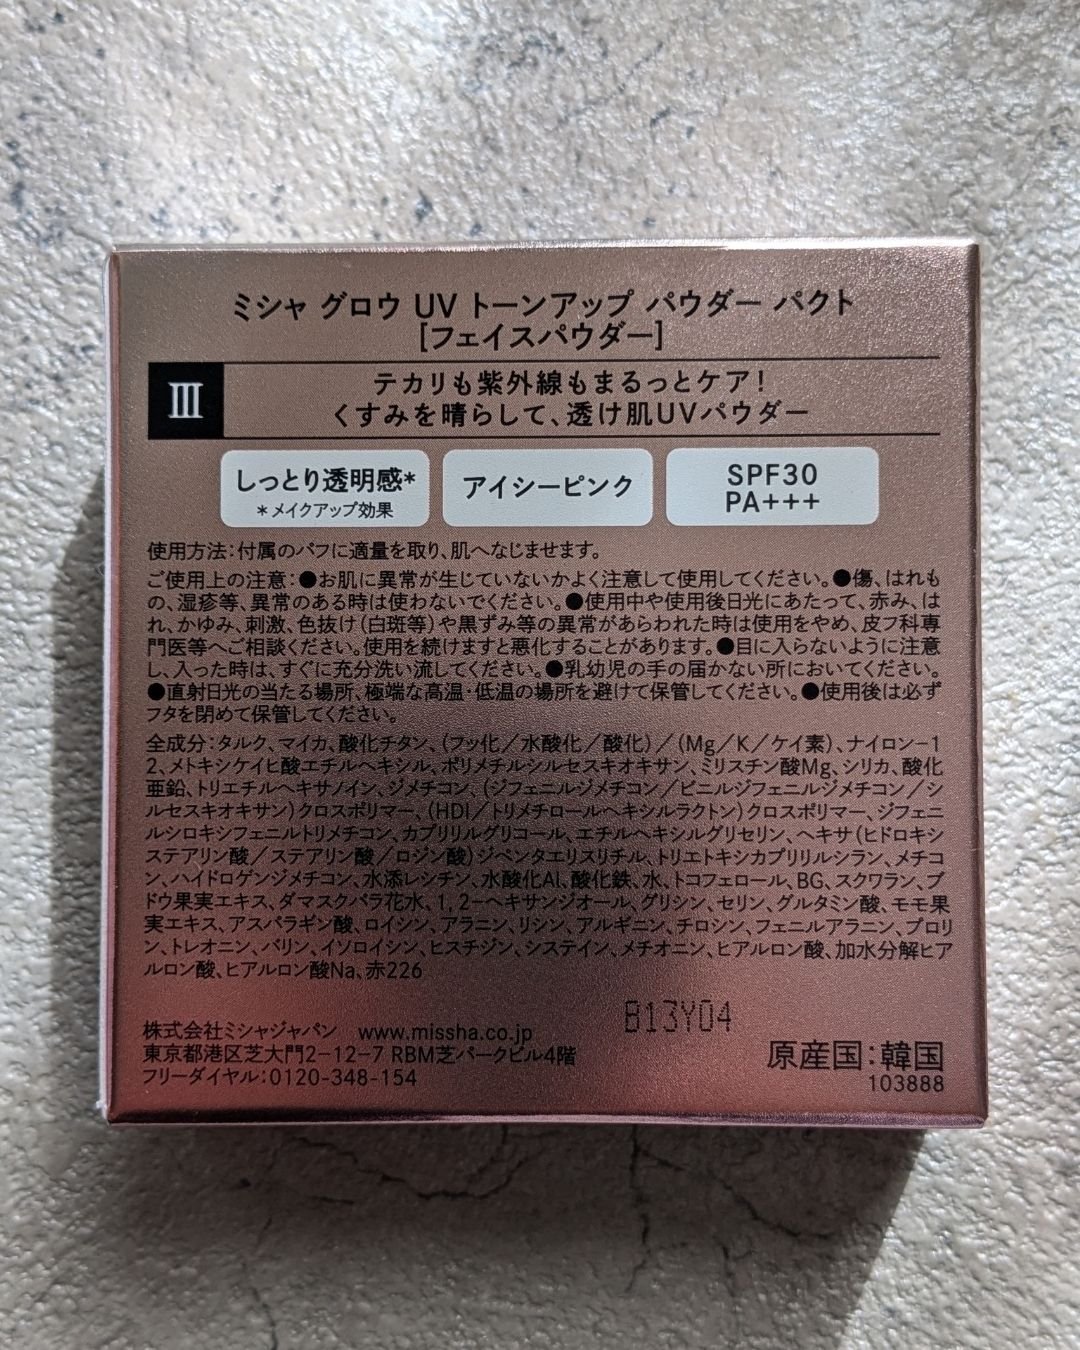 ミシャ グロウ UV トーンアップ パウダー パクト
[フェイスパウダー]
III
テカリも紫外線もまるっとケア!
くすみを晴らして、透け肌UVパウダー
しっとり透明感*
*メイクアップ効果
アイシーピンク
SPF30
PA+++
使用方法:付属のパフに適量を取り、肌へなじませます。
ご使用上の注意:●お肌に異常が生じていないかよく注意して使用してください。●傷、はれも
の、湿疹等、異常のある時は使わないでください。●使用中や使用後日光にあたって、赤み、は
れ、かゆみ、刺激、色抜け(白斑等)や黒ずみ等の異常があらわれた時は使用をやめ、皮フ科専
門医等へご相談ください。使用を続けますと悪化することがあります。●目に入らないように注意
し、入った時は、すぐに充分洗い流してください。●乳幼児の手の届かない所においてください。
●直射日光の当たる場所、極端な高温・低温の場所を避けて保管してください。●使用後は必ず
フタを閉めて保管してください。
全成分:タルク、マイカ、酸化チタン、(フッ化/水酸化/酸化)/(Mg/K/ケイ素)、ナイロン-1
2、メトキシケイヒ酸エチルヘキシル、ポリメチルシルセスキオキサン、ミリスチン酸Mg、シリカ、酸化
亜鉛、トリエチルヘキサノイン、ジメチコン、(ジフェニルジメチコン/ビニルジフェニルジメチコン/シ
ルセスキオキサン)クロスポリマー、(HDI/トリメチロールヘキシルラクトン)クロスポリマー、ジフェニ
ルシロキシフェニルトリメチコン、カプリリルグリコール、エチルヘキシルグリセリン、ヘキサ(ヒドロキシ
ステアリン酸/ステアリン酸/ロジン酸)ジペンタエリスリチル、トリエトキシカプリリルシラン、メチコ
ン、ハイドロゲンジメチコン、水添レシチン、水酸化Al、酸化鉄、水、トコフェロール、BG、スクワラン、ブ
ドウ果実エキス、ダマスクバラ花水、1,2-ヘキサンジオール、グリシン、セリン、グルタミン酸、モモ果
実エキス、アスパラギン酸、ロイシン、アラニン、リシン、アルギニン、チロシン、フェニルアラニン、プロリ
ン、トレオニン、バリン、イソロイシン、ヒスチジン、システイン、メチオニン、ヒアルロン酸、加水分解ヒア
ルロン酸、ヒアルロン酸Na、赤226
B13Y04
株式会社ミシャジャパン www.missha.co.jp
東京都港区芝大門2-12-7 RBM芝パークビル4階
フリーダイヤル:0120-348-154
原産国:韓国
103888